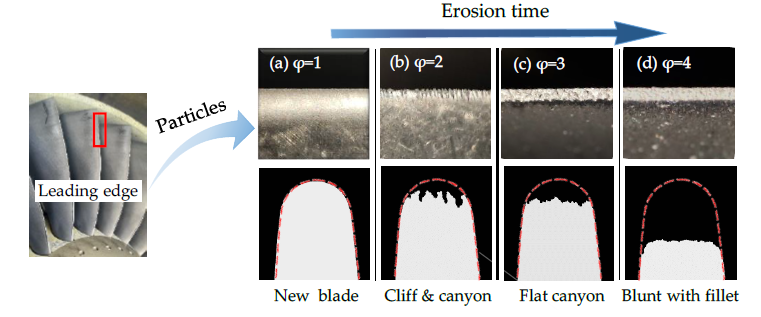 Erosion time
(a) φ=1
(b) φ=2
(c) φ=3
(d) φ=4
Particles
Leading edge
New blade
Cliff & canyon
Flat canyon
Blunt with fillet